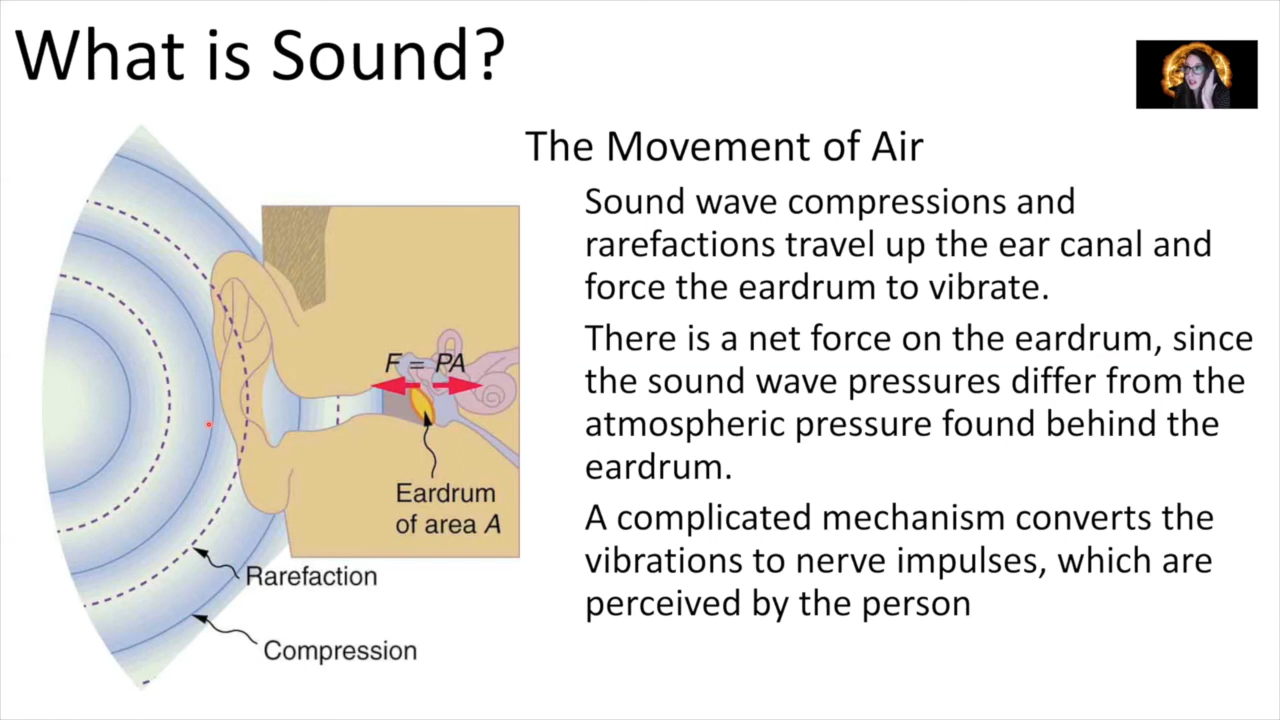 What is Sound?
The Movement of Air
Sound wave compressions and
rarefactions travel up the ear canal and
force the eardrum to vibrate.
There is a net force on the eardrum, since
the sound wave pressures differ from the
atmospheric pressure found behind the
eardrum.
A complicated mechanism converts the
vibrations to nerve impulses, which are
perceived by the person
F = PA
Eardrum
of area A
Rarefaction
Compression